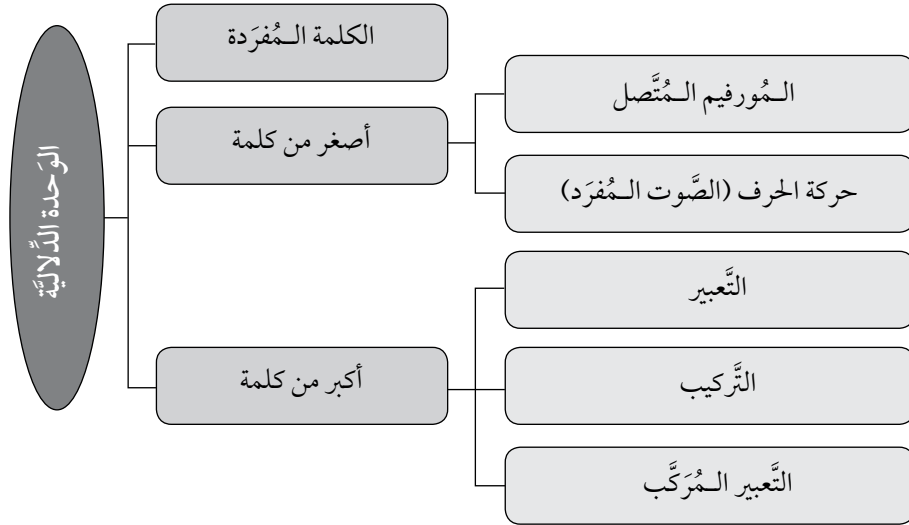 الوَحدة الدَّلاليَّة
الكلمة الـمُفرَدة
أصغر من كلمة
الـمُورفيم الـمُتَّصل
حركة الحرف (الصَّوت الـمُفرَد)
أكبر من كلمة
التَّعبير
التَّركيب
التَّعبير الـمُرَكَّب